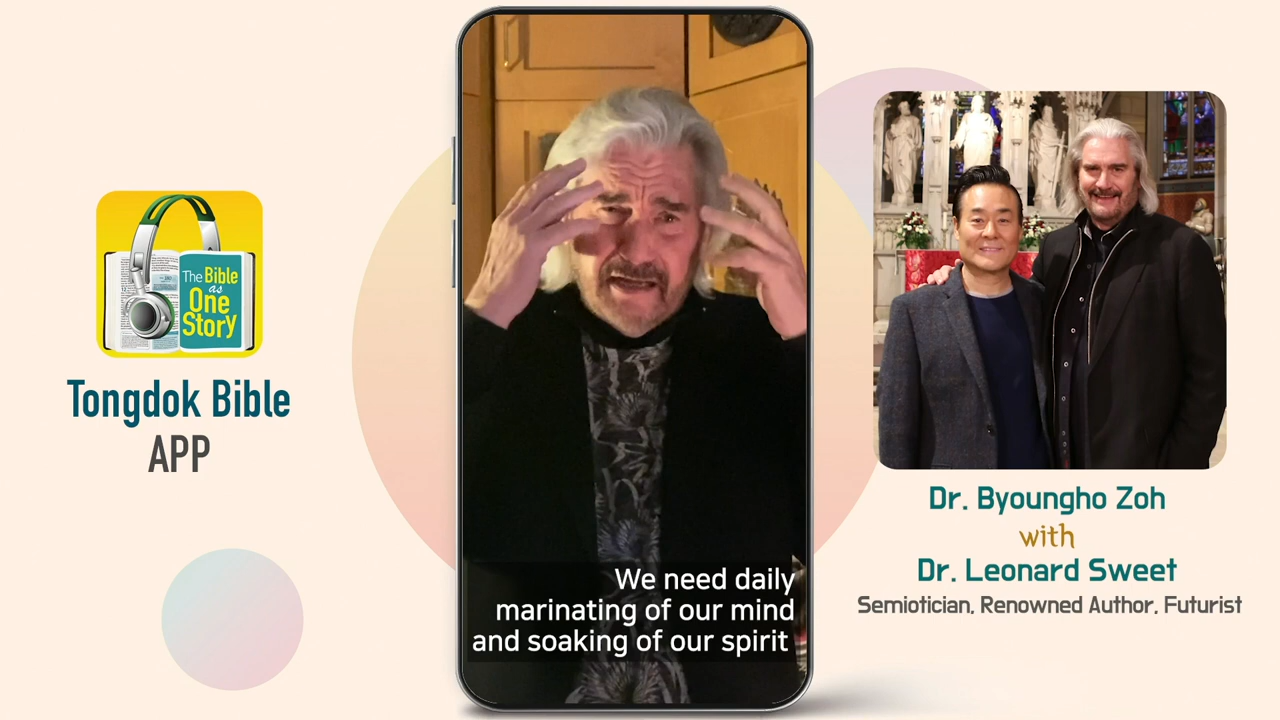 The Bible
as
One
Story
Tongdok Bible
APP
We need daily
marinating of our mind
and soaking of our spirit
Dr. Byoungho Zoh
with
Dr. Leonard Sweet
Semiotician, Renowned Author, Futurist